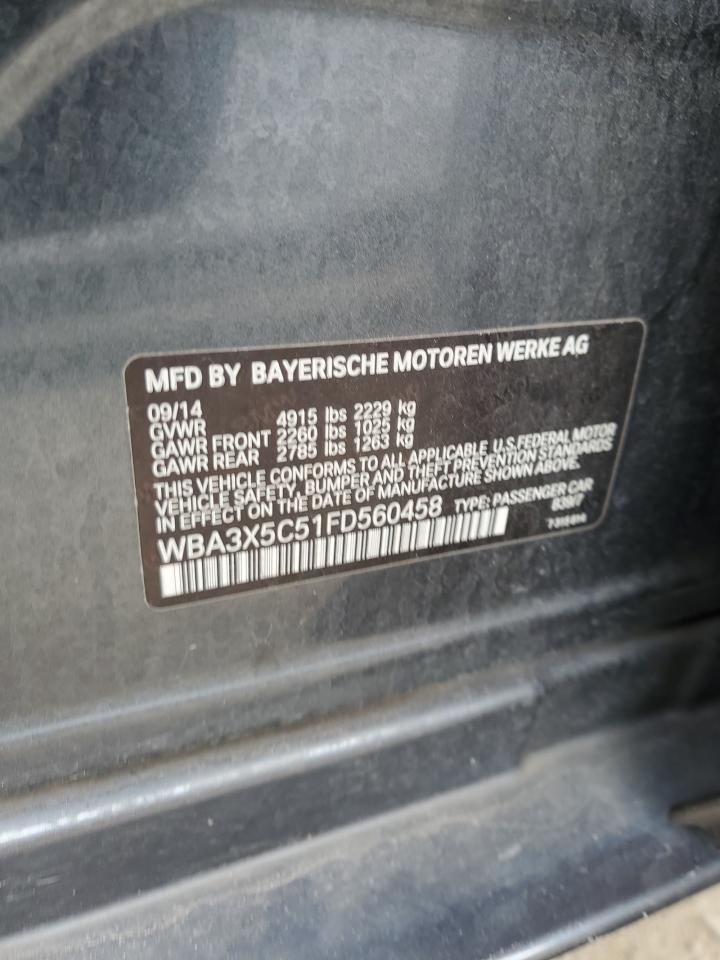 MFD BY BAYERISCHE MOTOREN WERKE AG
09/14
GVWR 4915 lbs 2229 kg
GAWR FRONT 2260 lbs 1025 kg
GAWR REAR 2785 lbs 1263 kg
THIS VEHICLE CONFORMS TO ALL APPLICABLE U.S. FEDERAL MOTOR
VEHICLE SAFETY, BUMPER AND THEFT PREVENTION STANDARDS
IN EFFECT ON THE DATE OF MANUFACTURE SHOWN ABOVE.
WBA3X5C51FD560458 TYPE: PASSENGER CAR